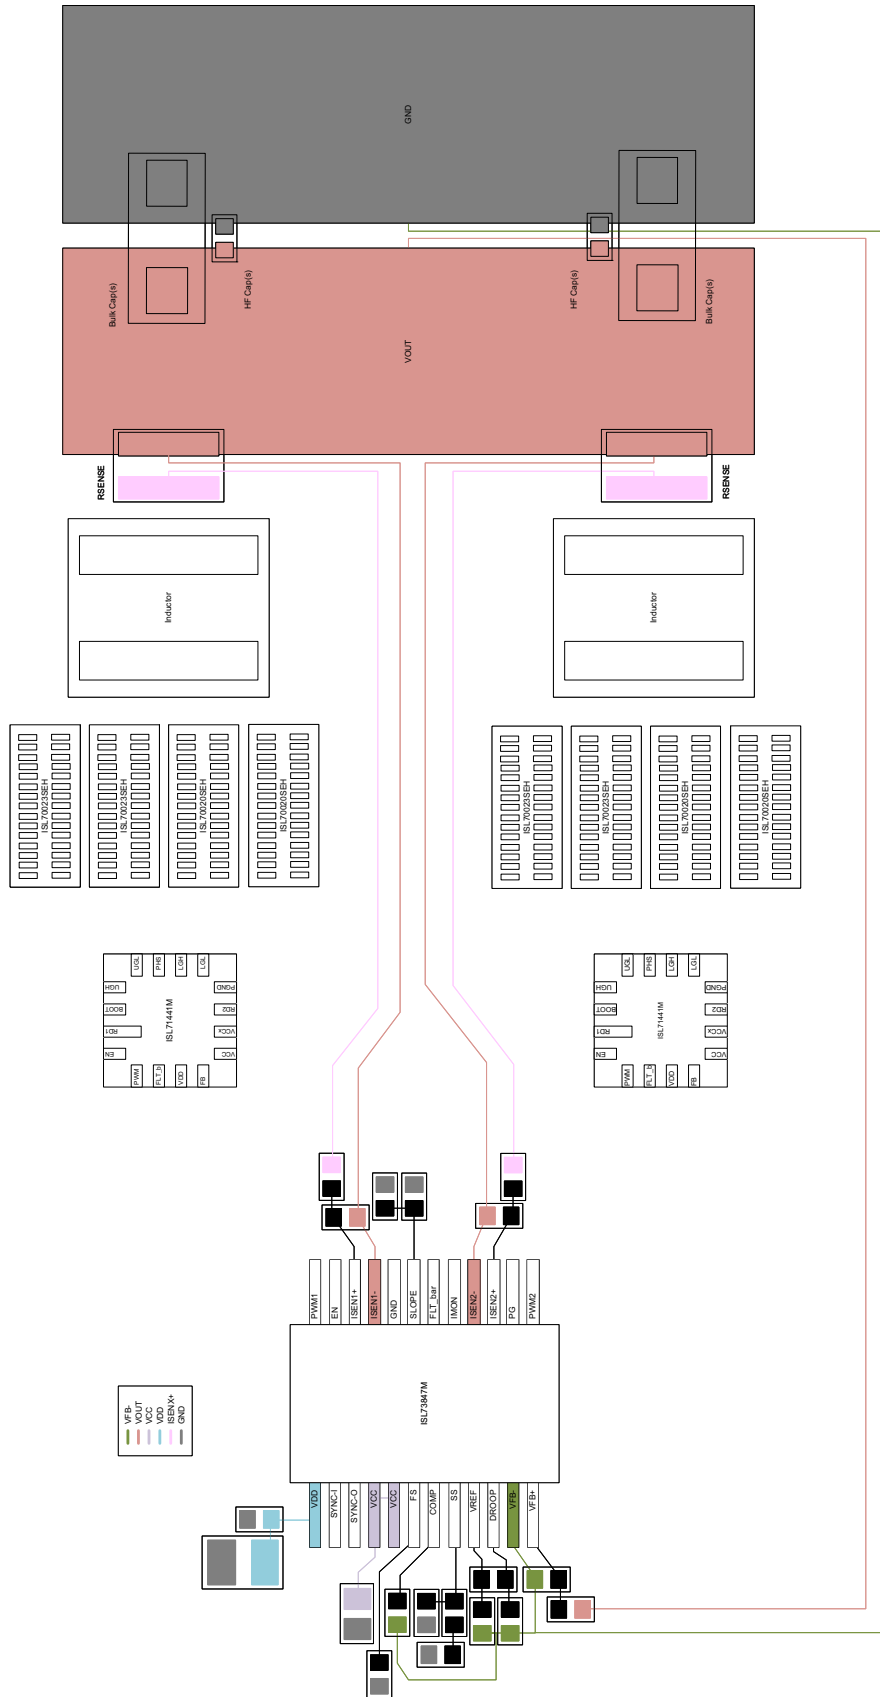 GND
Bulk Cap(s)
HF Cap(s)
HF Cap(s)
Bulk Cap(s)
VOUT
RSENSE
RSENSE
Inductor
Inductor
ISL70023SEH
ISL70023SEH
ISL70020SEH
ISL70020SEH
ISL70023SEH
ISL70023SEH
ISL70020SEH
ISL70020SEH
UGL
PHS
LGH
LGL
UGH
BOOT
RD1
EN
ISL71441M
PGND
RD2
VCCx
VCC
PWM
FLT_b
VDD
FB
UGL
PHS
LGH
LGL
UGH
BOOT
RD1
EN
ISL71441M
PGND
RD2
VCCx
VCC
PWM
FLT_b
VDD
FB
PWM1
EN
ISEN1+
ISEN1-
GND
SLOPE
FLT_bar
IMON
ISEN2-
ISEN2+
PG
PWM2
ISL73847M
VFB-
VOUT
VCC
VDD
ISENX+
GND
VDD
SYNC-I
SYNC-O
VCC
VCC
FS
COMP
SS
VREF
DROOP
VFB-
VFB+